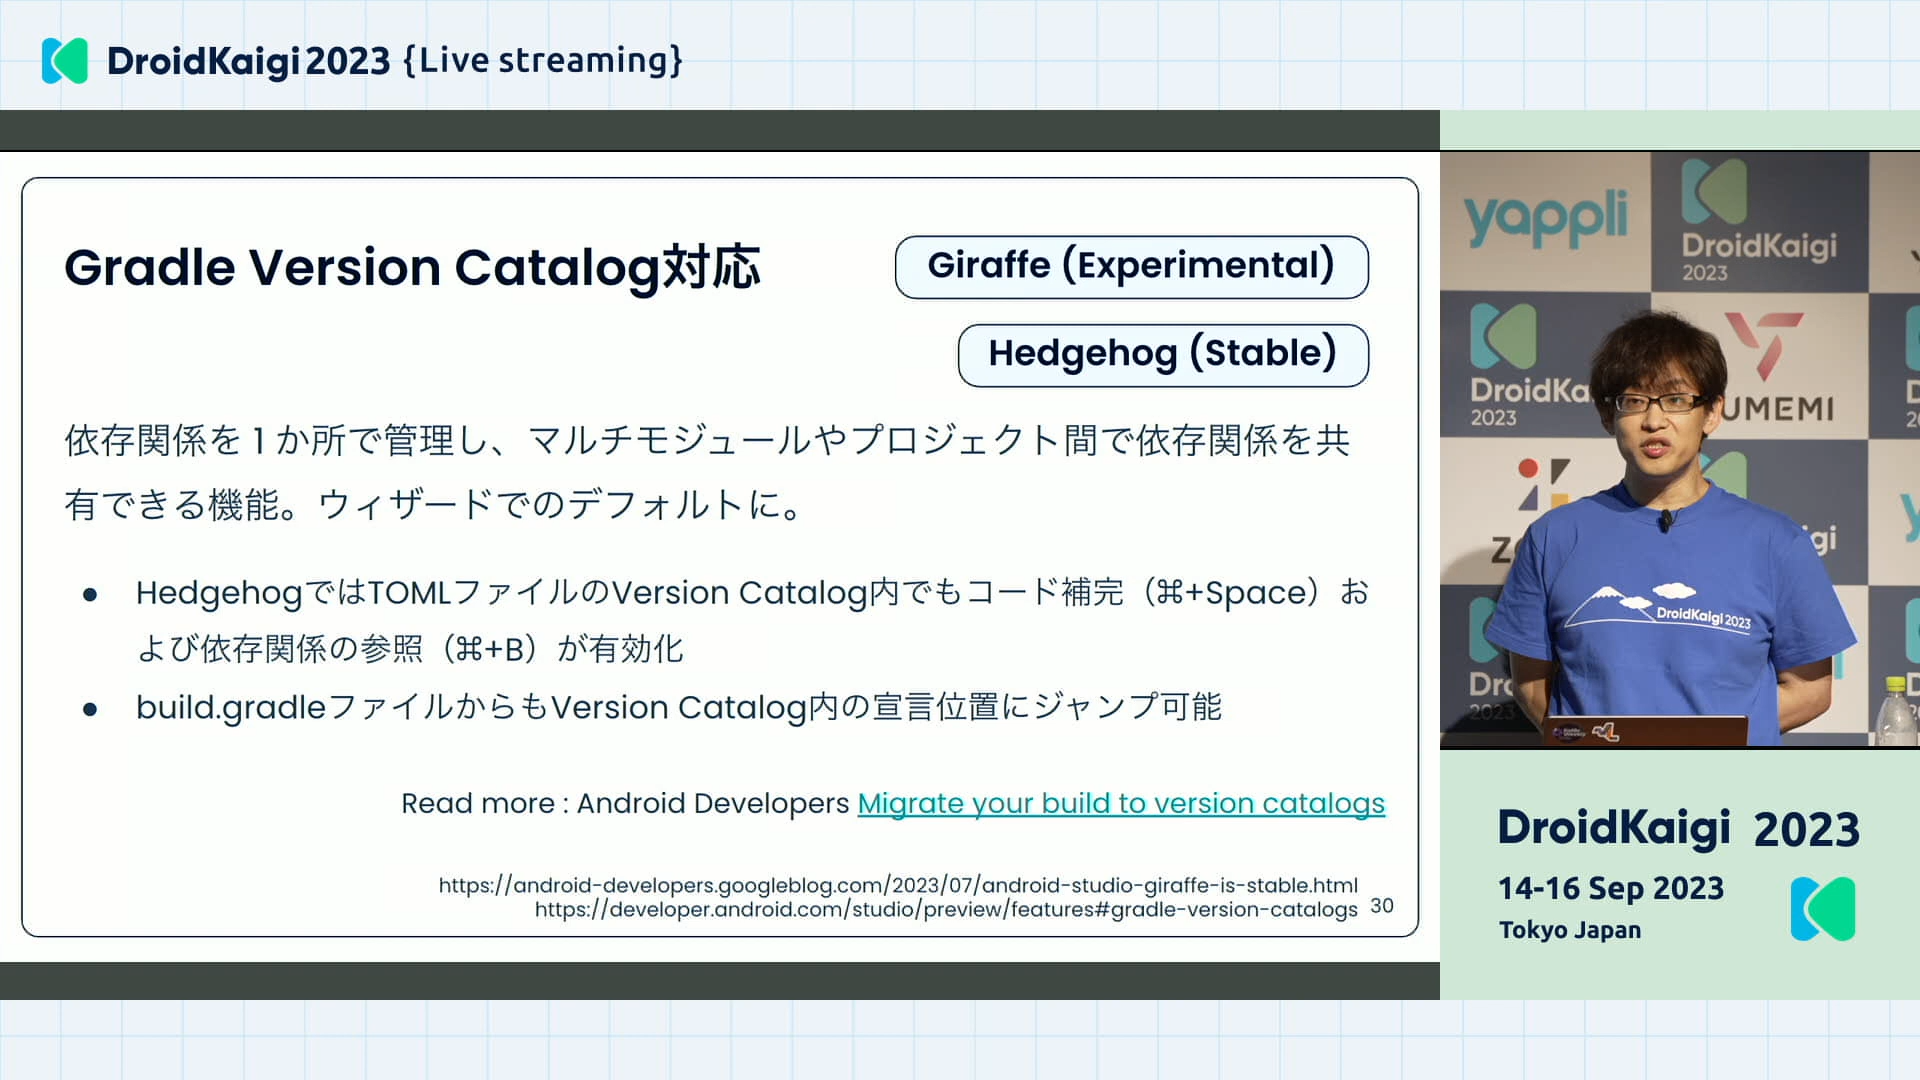 DroidKaigi 2023 {Live streaming}
Gradle Version Catalog対応
Giraffe (Experimental)
Hedgehog (Stable)
依存関係を1か所で管理し、マルチモジュールやプロジェクト間で依存関係を共
有できる機能。ウィザードでのデフォルトに。
● HedgehogではTOMLファイルのVersion Catalog内でもコード補完（⌘+Space）お
よび依存関係の参照（⌘+B）が有効化
● build.gradleファイルからもVersion Catalog内の宣言位置にジャンプ可能
Read more : Android Developers Migrate your build to version catalogs
https://android-developers.googleblog.com/2023/07/android-studio-giraffe-is-stable.html
https://developer.android.com/studio/preview/features#gradle-version-catalogs
30
yappli
DroidKaigi
2023
DroidKa
2023
UMEMI
DroidKaigi 2023
2023
DroidKaigi 2023
14-16 Sep 2023
Tokyo Japan